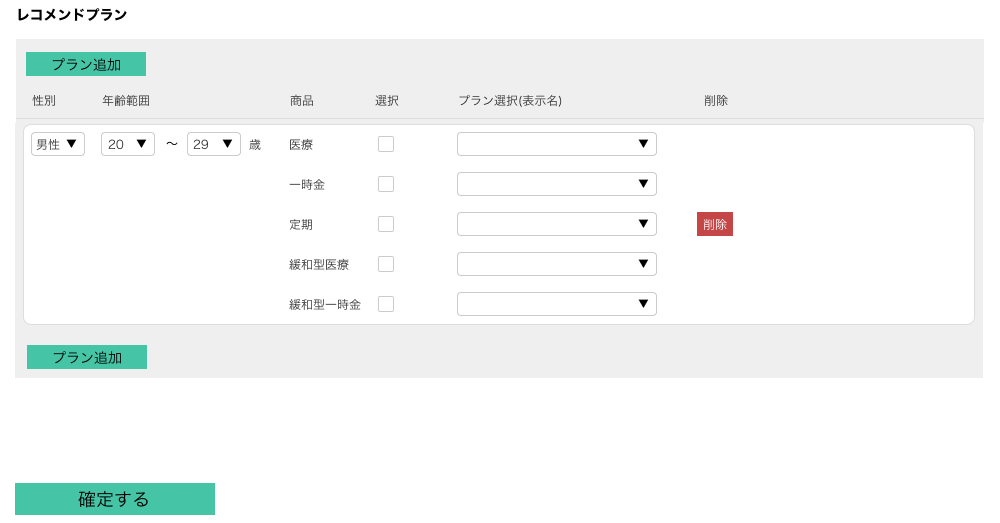 レコメンドプラン
プラン追加
性別 年齢範囲 商品 選択 プラン選択(表示名) 削除
男性 ▼ 20 ▼ ～ 29 ▼ 歳 医療 ▼
一時金 ▼
定期 ▼ 削除
緩和型医療 ▼
緩和型一時金 ▼
プラン追加
確定する